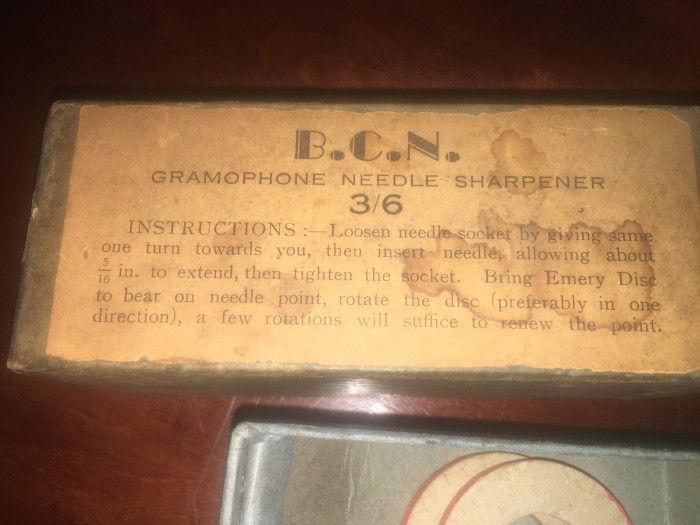 B.C.N.
GRAMOPHONE NEEDLE SHARPENER
3/6
INSTRUCTIONS :—Loosen needle socket by giving same
one turn towards you, then insert needle, allowing about
5/16 in. to extend, then tighten the socket. Bring Emery Disc
to bear on needle point, rotate the disc (preferably in one
direction), a few rotations will suffice to renew the point.